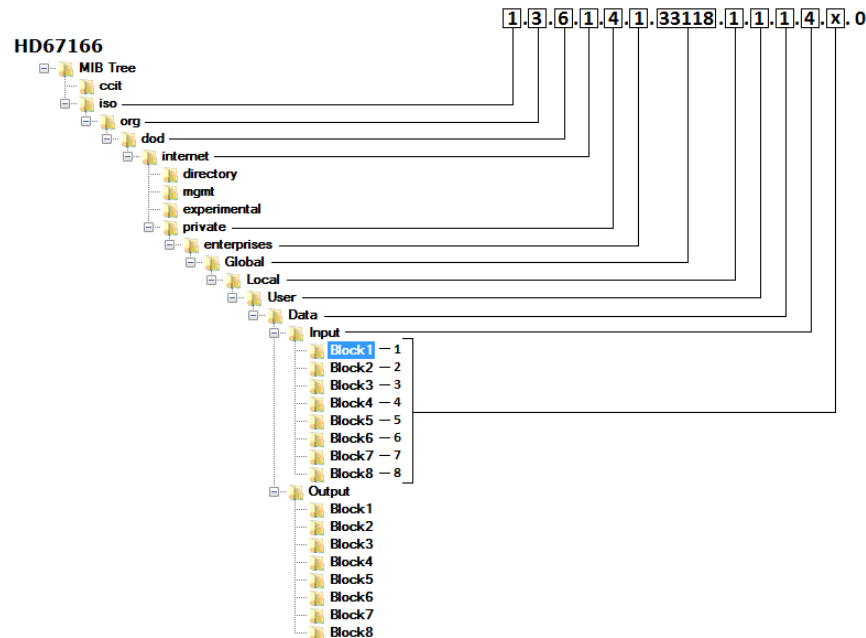 1.3.6.1.4.1.33118.1.1.1.4.x.0
HD67166
MIB Tree
ccit
iso
org
dod
internet
directory
mgmt
experimental
private
enterprises
Global
Local
User
Data
Input
Block1 — 1
Block2 — 2
Block3 — 3
Block4 — 4
Block5 — 5
Block6 — 6
Block7 — 7
Block8 — 8
Output
Block1
Block2
Block3
Block4
Block5
Block6
Block7
Block8